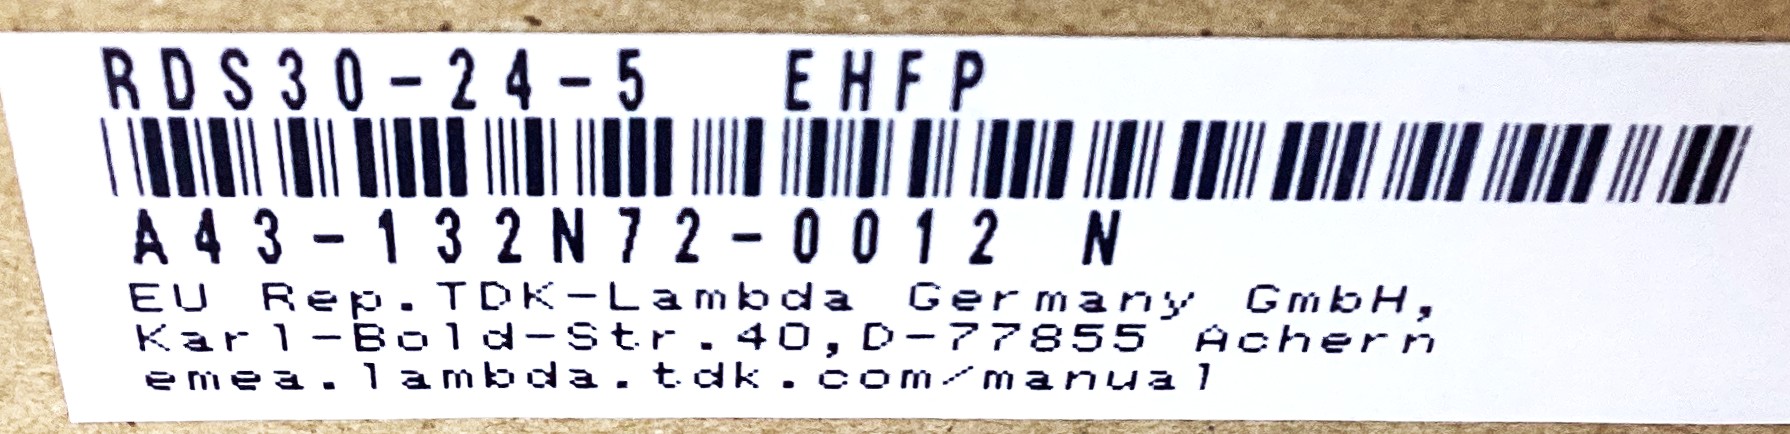 RDS30-24-5 EHFP
A43-132N72-0012 N
EU Rep.TDK-Lambda Germany GmbH,
Karl-Bold-Str.40,D-77855 Achern
emea.lambda.tdk.com/manual